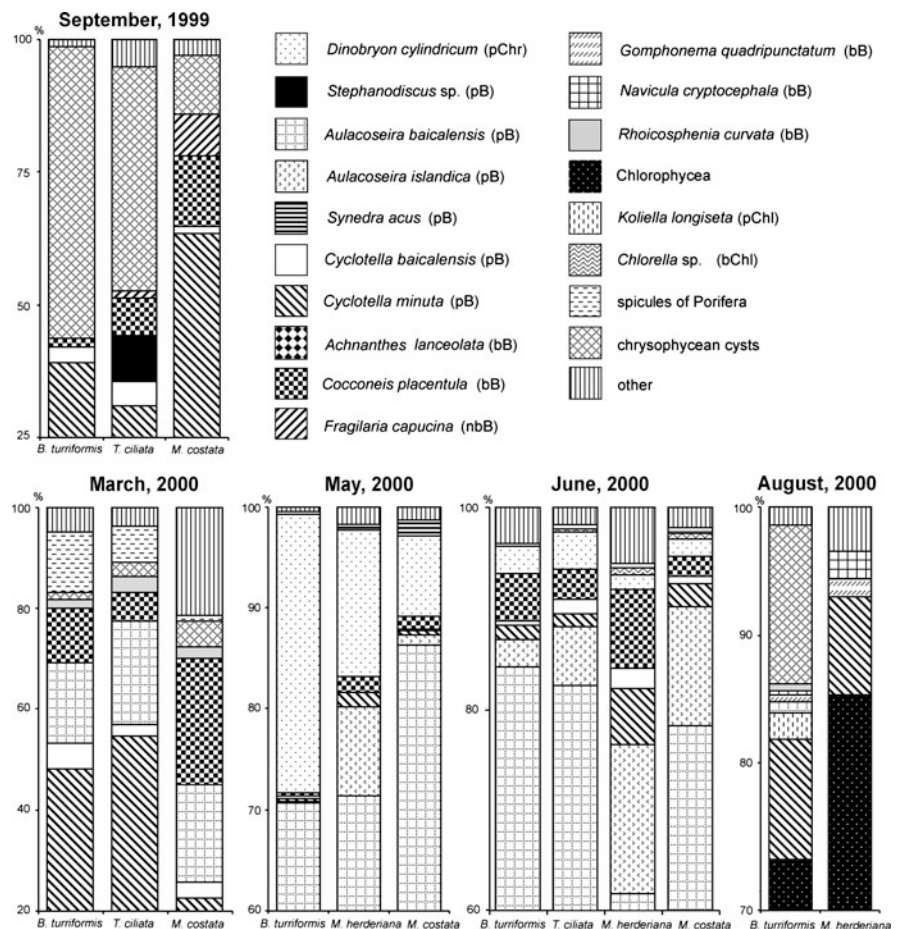 September, 1999
%
100
75
50
25
B. turriformis T. ciliata M. costata
Dinobryon cylindricum (pChr)
Stephanodiscus sp. (pB)
Aulacoseira baicalensis (pB)
Aulacoseira islandica (pB)
Synedra acus (pB)
Cyclotella baicalensis (pB)
Cyclotella minuta (pB)
Achnanthes lanceolata (bB)
Cocconeis placentula (bB)
Fragilaria capucina (nbB)
Gomphonema quadripunctatum (bB)
Navicula cryptocephala (bB)
Rhoicosphenia curvata (bB)
Chlorophycea
Koliella longiseta (pChl)
Chlorella sp. (bChl)
spicules of Porifera
chrysophycean cysts
other
March, 2000
%
100
80
60
40
20
B. turriformis T. ciliata M. costata
May, 2000
%
100
90
80
70
60
B. turriformis M. herderiana M. costata
June, 2000
%
100
80
60
B. turriformis T. ciliata M. herderiana M. costata
August, 2000
%
100
90
80
70
B. turriformis M. herderiana